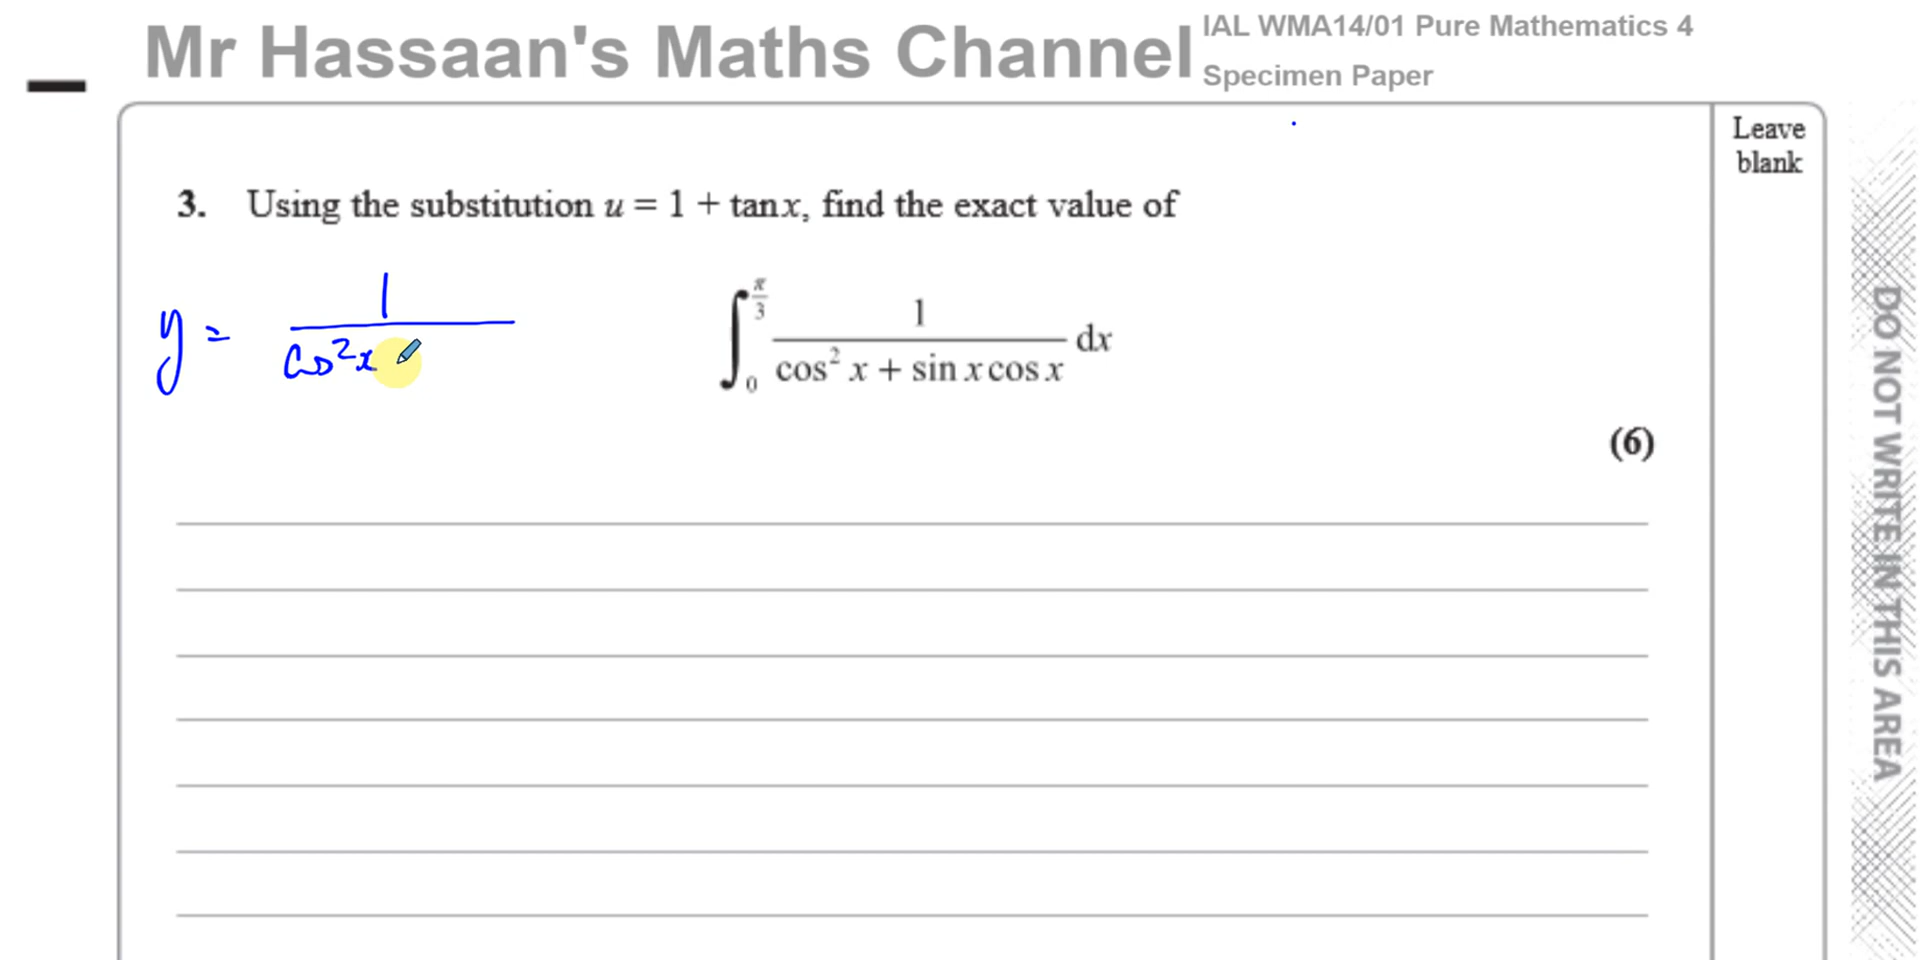 Mr Hassaan's Maths Channel
IAL WMA14/01 Pure Mathematics 4
Specimen Paper
Leave
blank
3. Using the substitution u = 1 + tanx, find the exact value of
y = 1 / cos²x
∫₀^(π/3) 1 / (cos² x + sin x cos x) dx
(6)
DO NOT WRITE IN THIS AREA